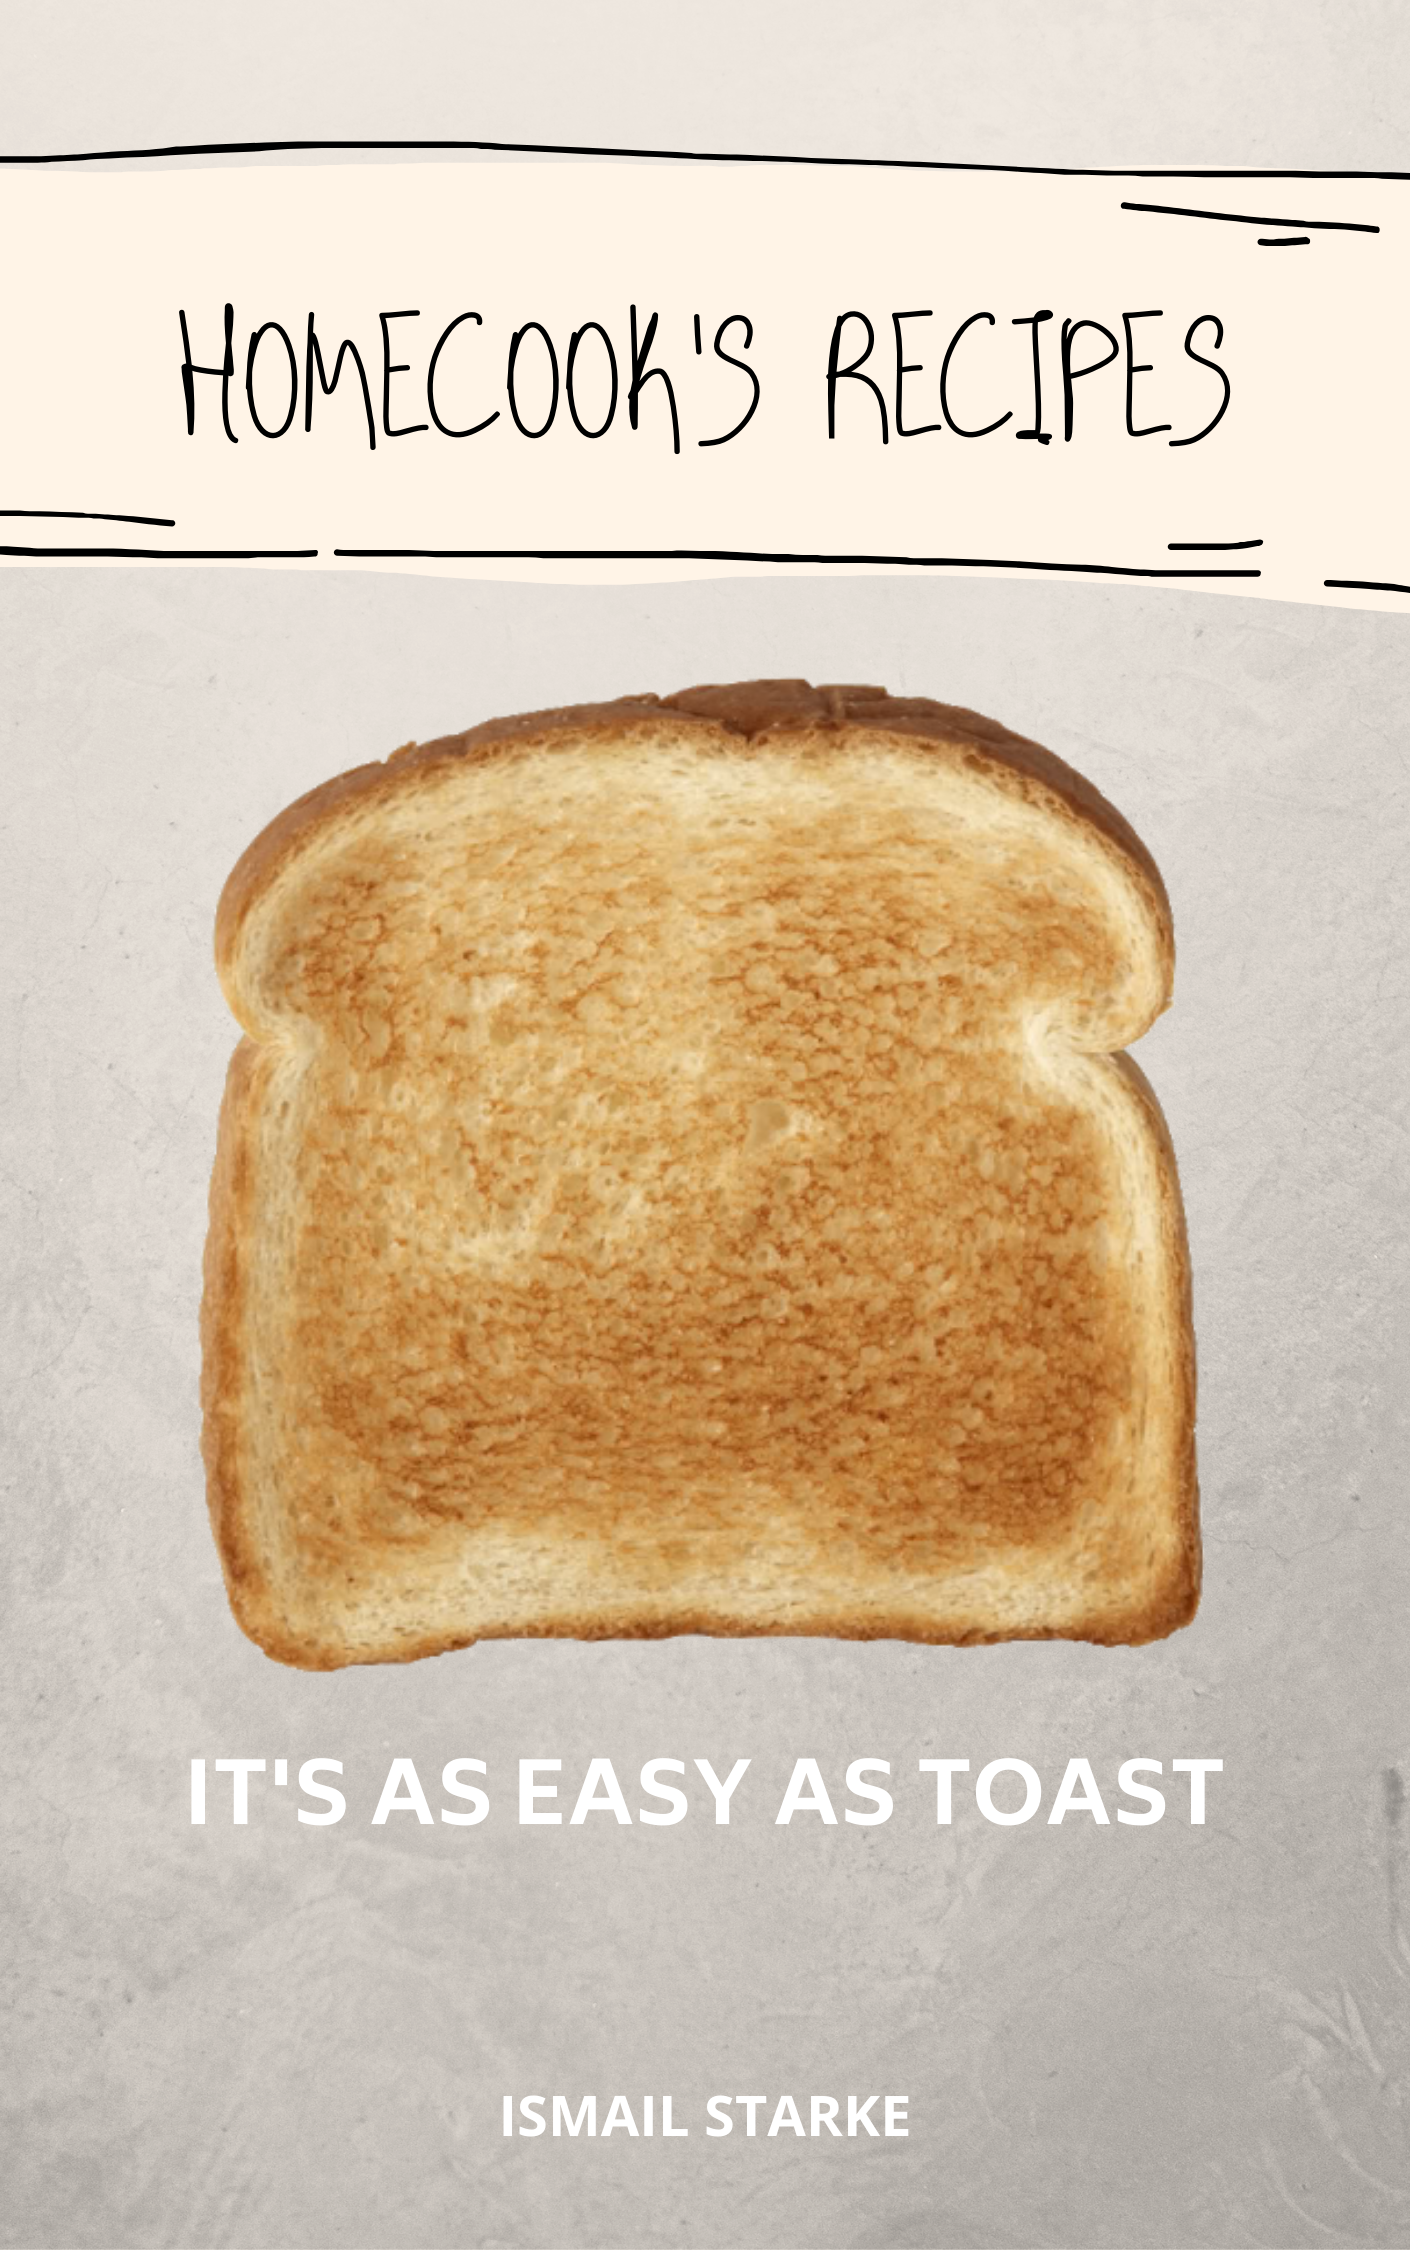 HOMECOOK'S RECIPES
IT'S AS EASY AS TOAST
ISMAIL STARKE